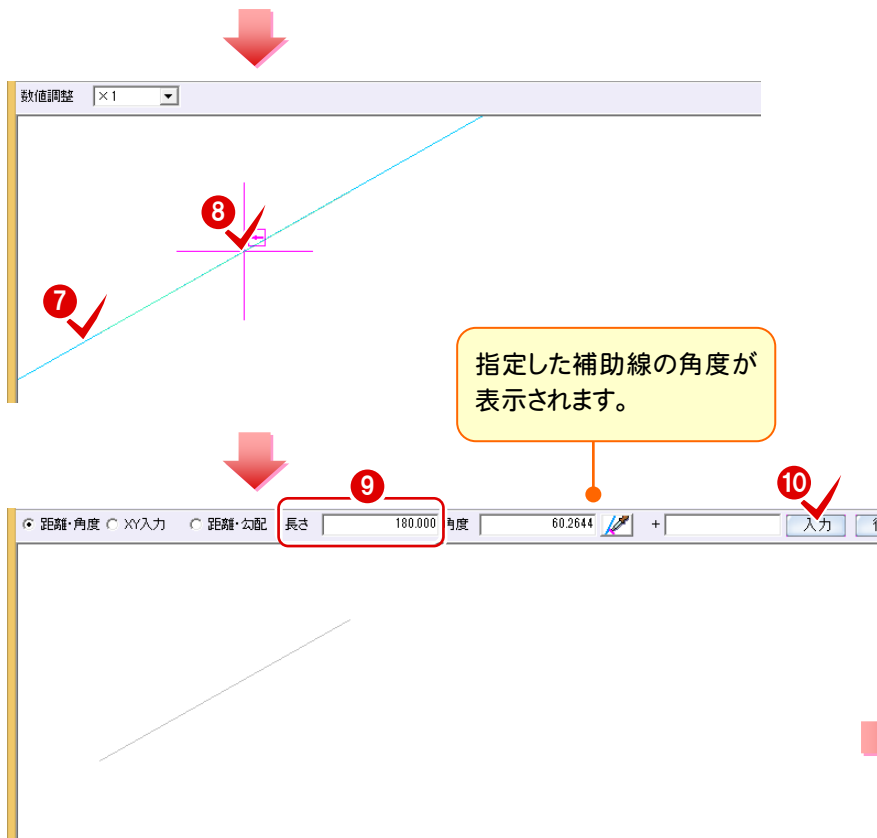 数値調整 ×1
8
7
指定した補助線の角度が
表示されます。
9
10
距離・角度 XY入力 距離・勾配 長さ 180.000 角度 60.2644 + 入力